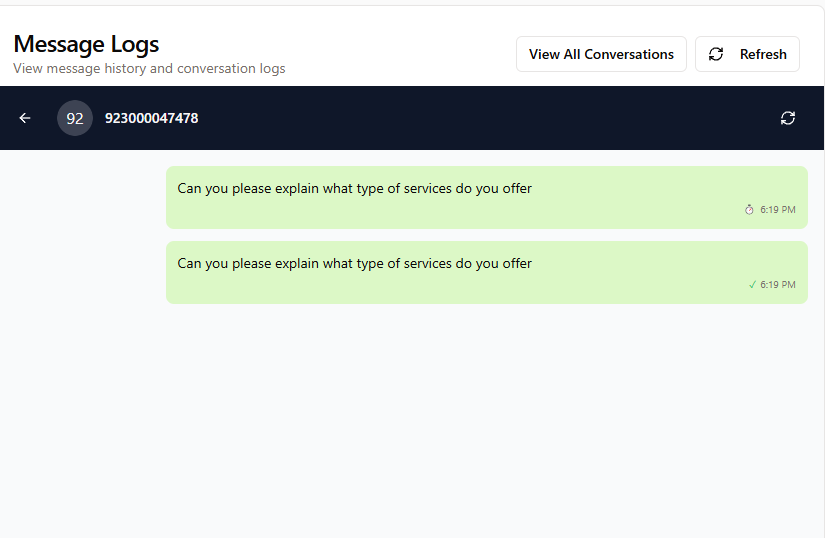 Message Logs
View message history and conversation logs
View All Conversations
Refresh
92
923000047478
Can you please explain what type of services do you offer
6:19 PM
Can you please explain what type of services do you offer
✓ 6:19 PM